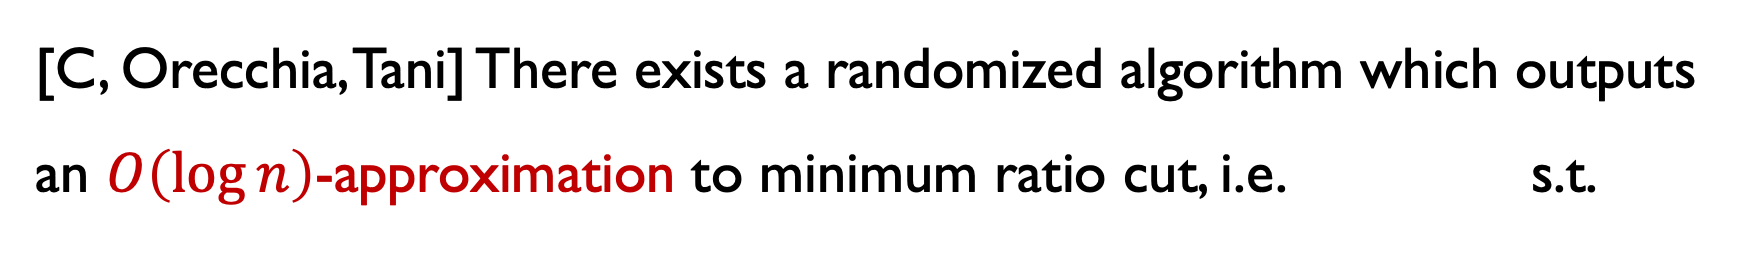 [C, Orecchia, Tani] There exists a randomized algorithm which outputs
an O(log n)-approximation to minimum ratio cut, i.e. s.t.